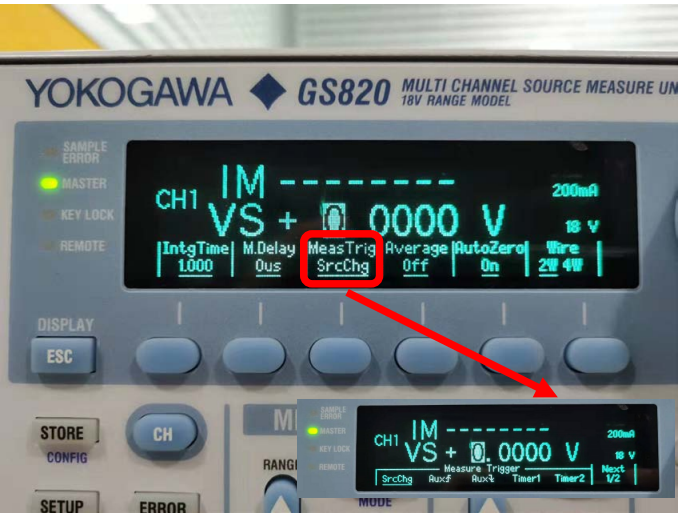 YOKOGAWA GS820 MULTI CHANNEL SOURCE MEASURE UN
18V RANGE MODEL
SAMPLE
ERROR
MASTER
KEY LOCK
REMOTE
CH1 IM -------- 200mA
VS + 0. 0000 V 18 V
IntgTime M.Delay MeasTrig Average AutoZero Wire
1.000 0us SrcChg Off On 2W 4W
DISPLAY
ESC
STORE
CONFIG
CH
RANGE
MODE
SETUP
ERROR
SAMPLE
ERROR
MASTER
KEY LOCK
REMOTE
CH1 IM -------- 200mA
VS + 0. 0000 V 18 V
Measure Trigger Next
SrcChg Aux Aux Timer1 Timer2 1/2